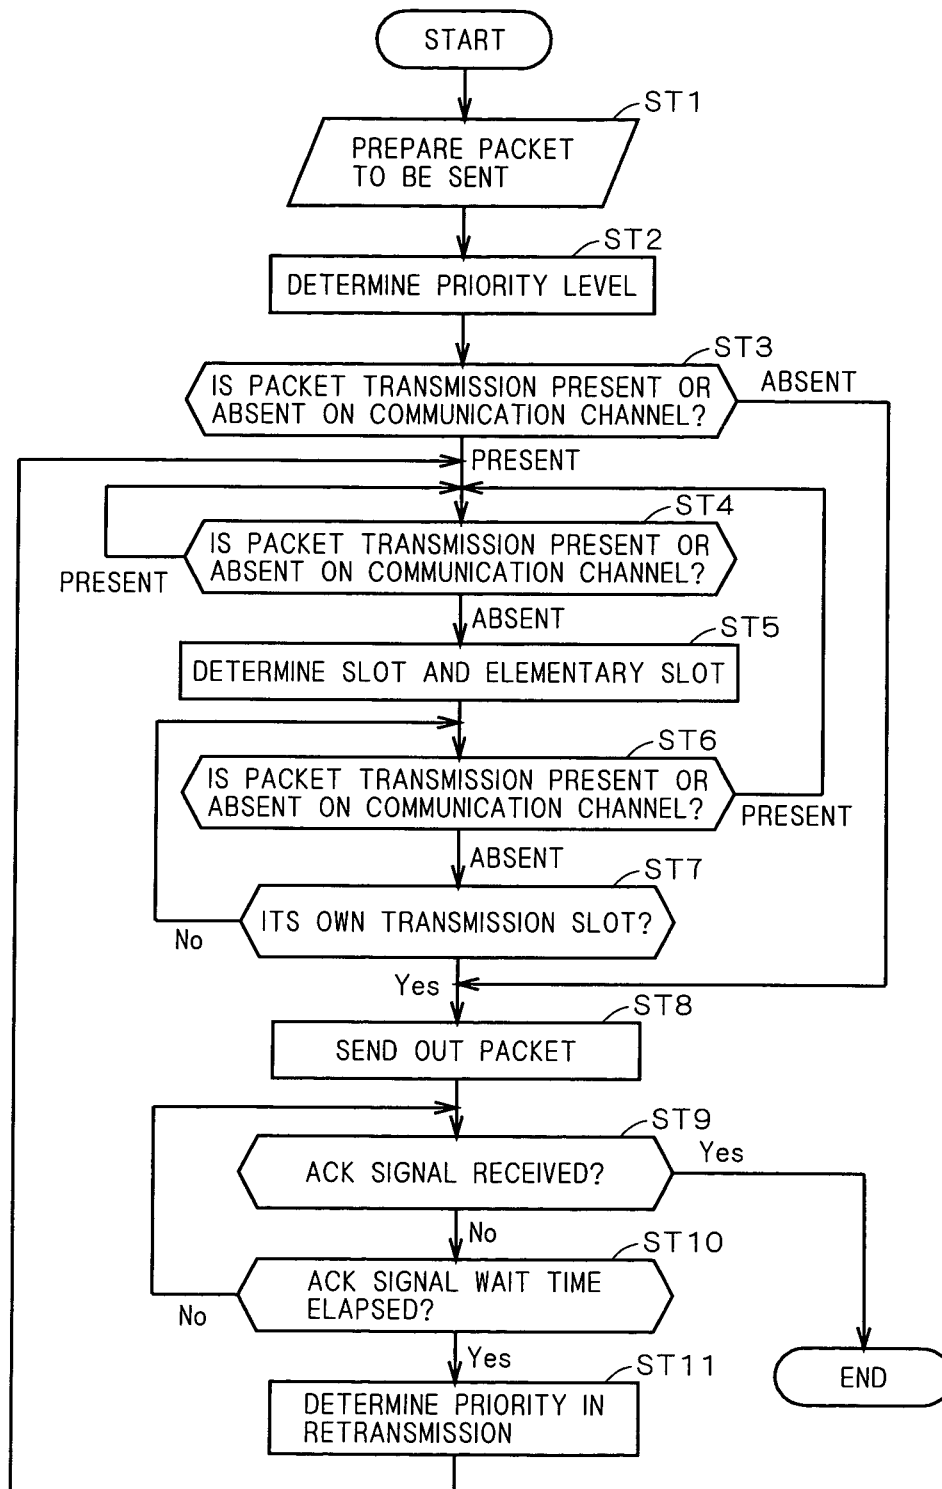 START
ST1
PREPARE PACKET
TO BE SENT
ST2
DETERMINE PRIORITY LEVEL
ST3
IS PACKET TRANSMISSION PRESENT OR
ABSENT ON COMMUNICATION CHANNEL?
ABSENT
PRESENT
ST4
IS PACKET TRANSMISSION PRESENT OR
ABSENT ON COMMUNICATION CHANNEL?
PRESENT
ABSENT
ST5
DETERMINE SLOT AND ELEMENTARY SLOT
ST6
IS PACKET TRANSMISSION PRESENT OR
ABSENT ON COMMUNICATION CHANNEL?
PRESENT
ABSENT
ST7
ITS OWN TRANSMISSION SLOT?
No
Yes
ST8
SEND OUT PACKET
ST9
ACK SIGNAL RECEIVED?
Yes
No
ST10
ACK SIGNAL WAIT TIME
ELAPSED?
No
Yes
ST11
DETERMINE PRIORITY IN
RETRANSMISSION
END